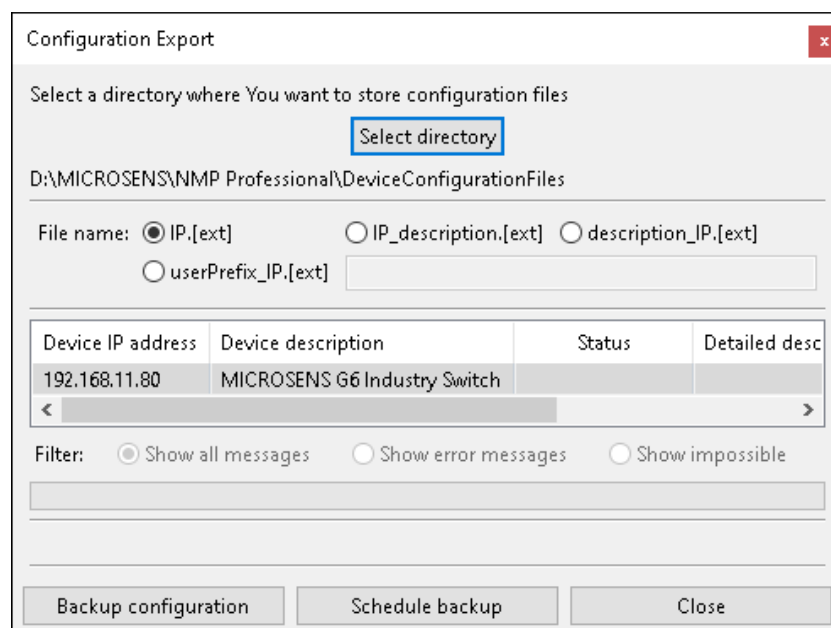 Configuration Export
x
Select a directory where You want to store configuration files
Select directory
D:\MICROSENS\NMP Professional\DeviceConfigurationFiles
File name: IP.[ext] IP_description.[ext] description_IP.[ext]
userPrefix_IP.[ext]
Device IP address Device description Status Detailed desc
192.168.11.80 MICROSENS G6 Industry Switch
Filter: Show all messages Show error messages Show impossible
Backup configuration Schedule backup Close